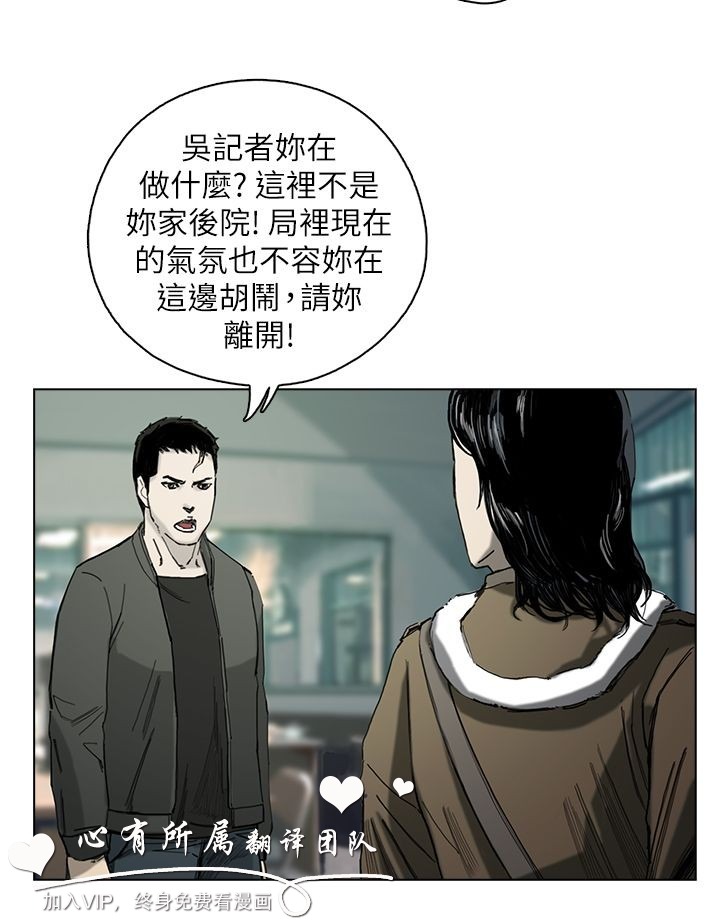 吳記者妳在
做什麼?這裡不是
妳家後院!局裡現在
的氣氛也不容妳在
這邊胡鬧,請妳
離開!
心有所属翻译团队
加入VIP,终身免费看漫画